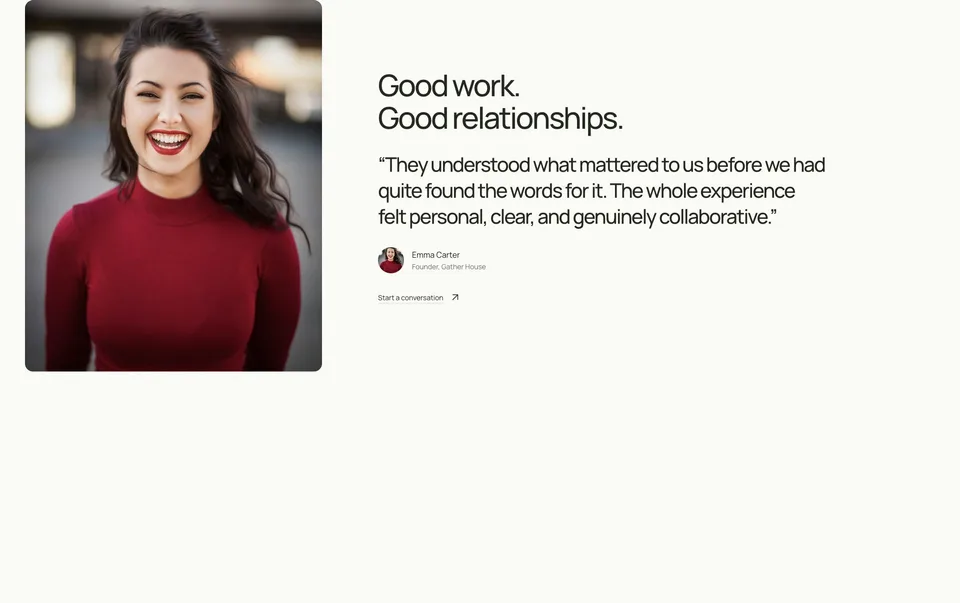 Good work.
Good relationships.
“They understood what mattered to us before we had
quite found the words for it. The whole experience
felt personal, clear, and genuinely collaborative.”
Emma Carter
Founder, Gather House
Start a conversation